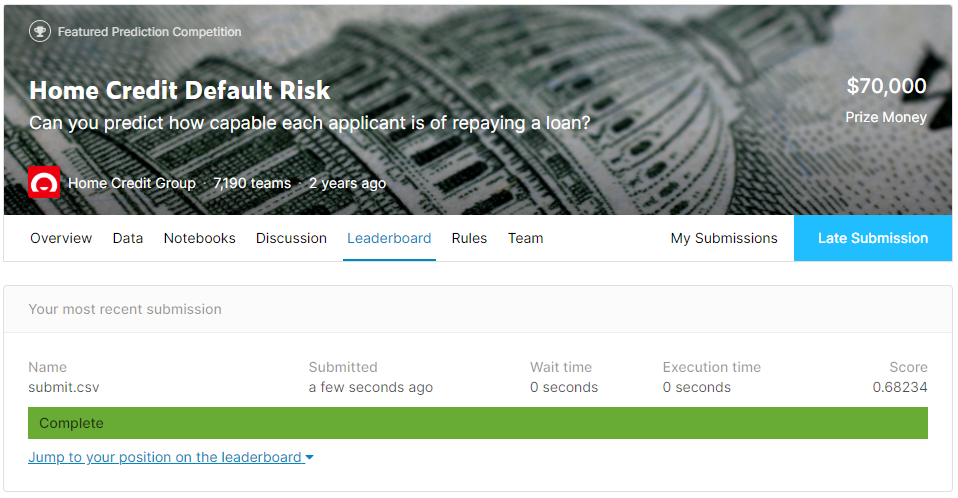 Featured Prediction Competition
Home Credit Default Risk
$70,000
Can you predict how capable each applicant is of repaying a loan?
Prize Money
Home Credit Group · 7,190 teams · 2 years ago
Overview Data Notebooks Discussion Leaderboard Rules Team My Submissions Late Submission
Your most recent submission
Name Submitted Wait time Execution time Score
submit.csv a few seconds ago 0 seconds 0 seconds 0.68234
Complete
Jump to your position on the leaderboard